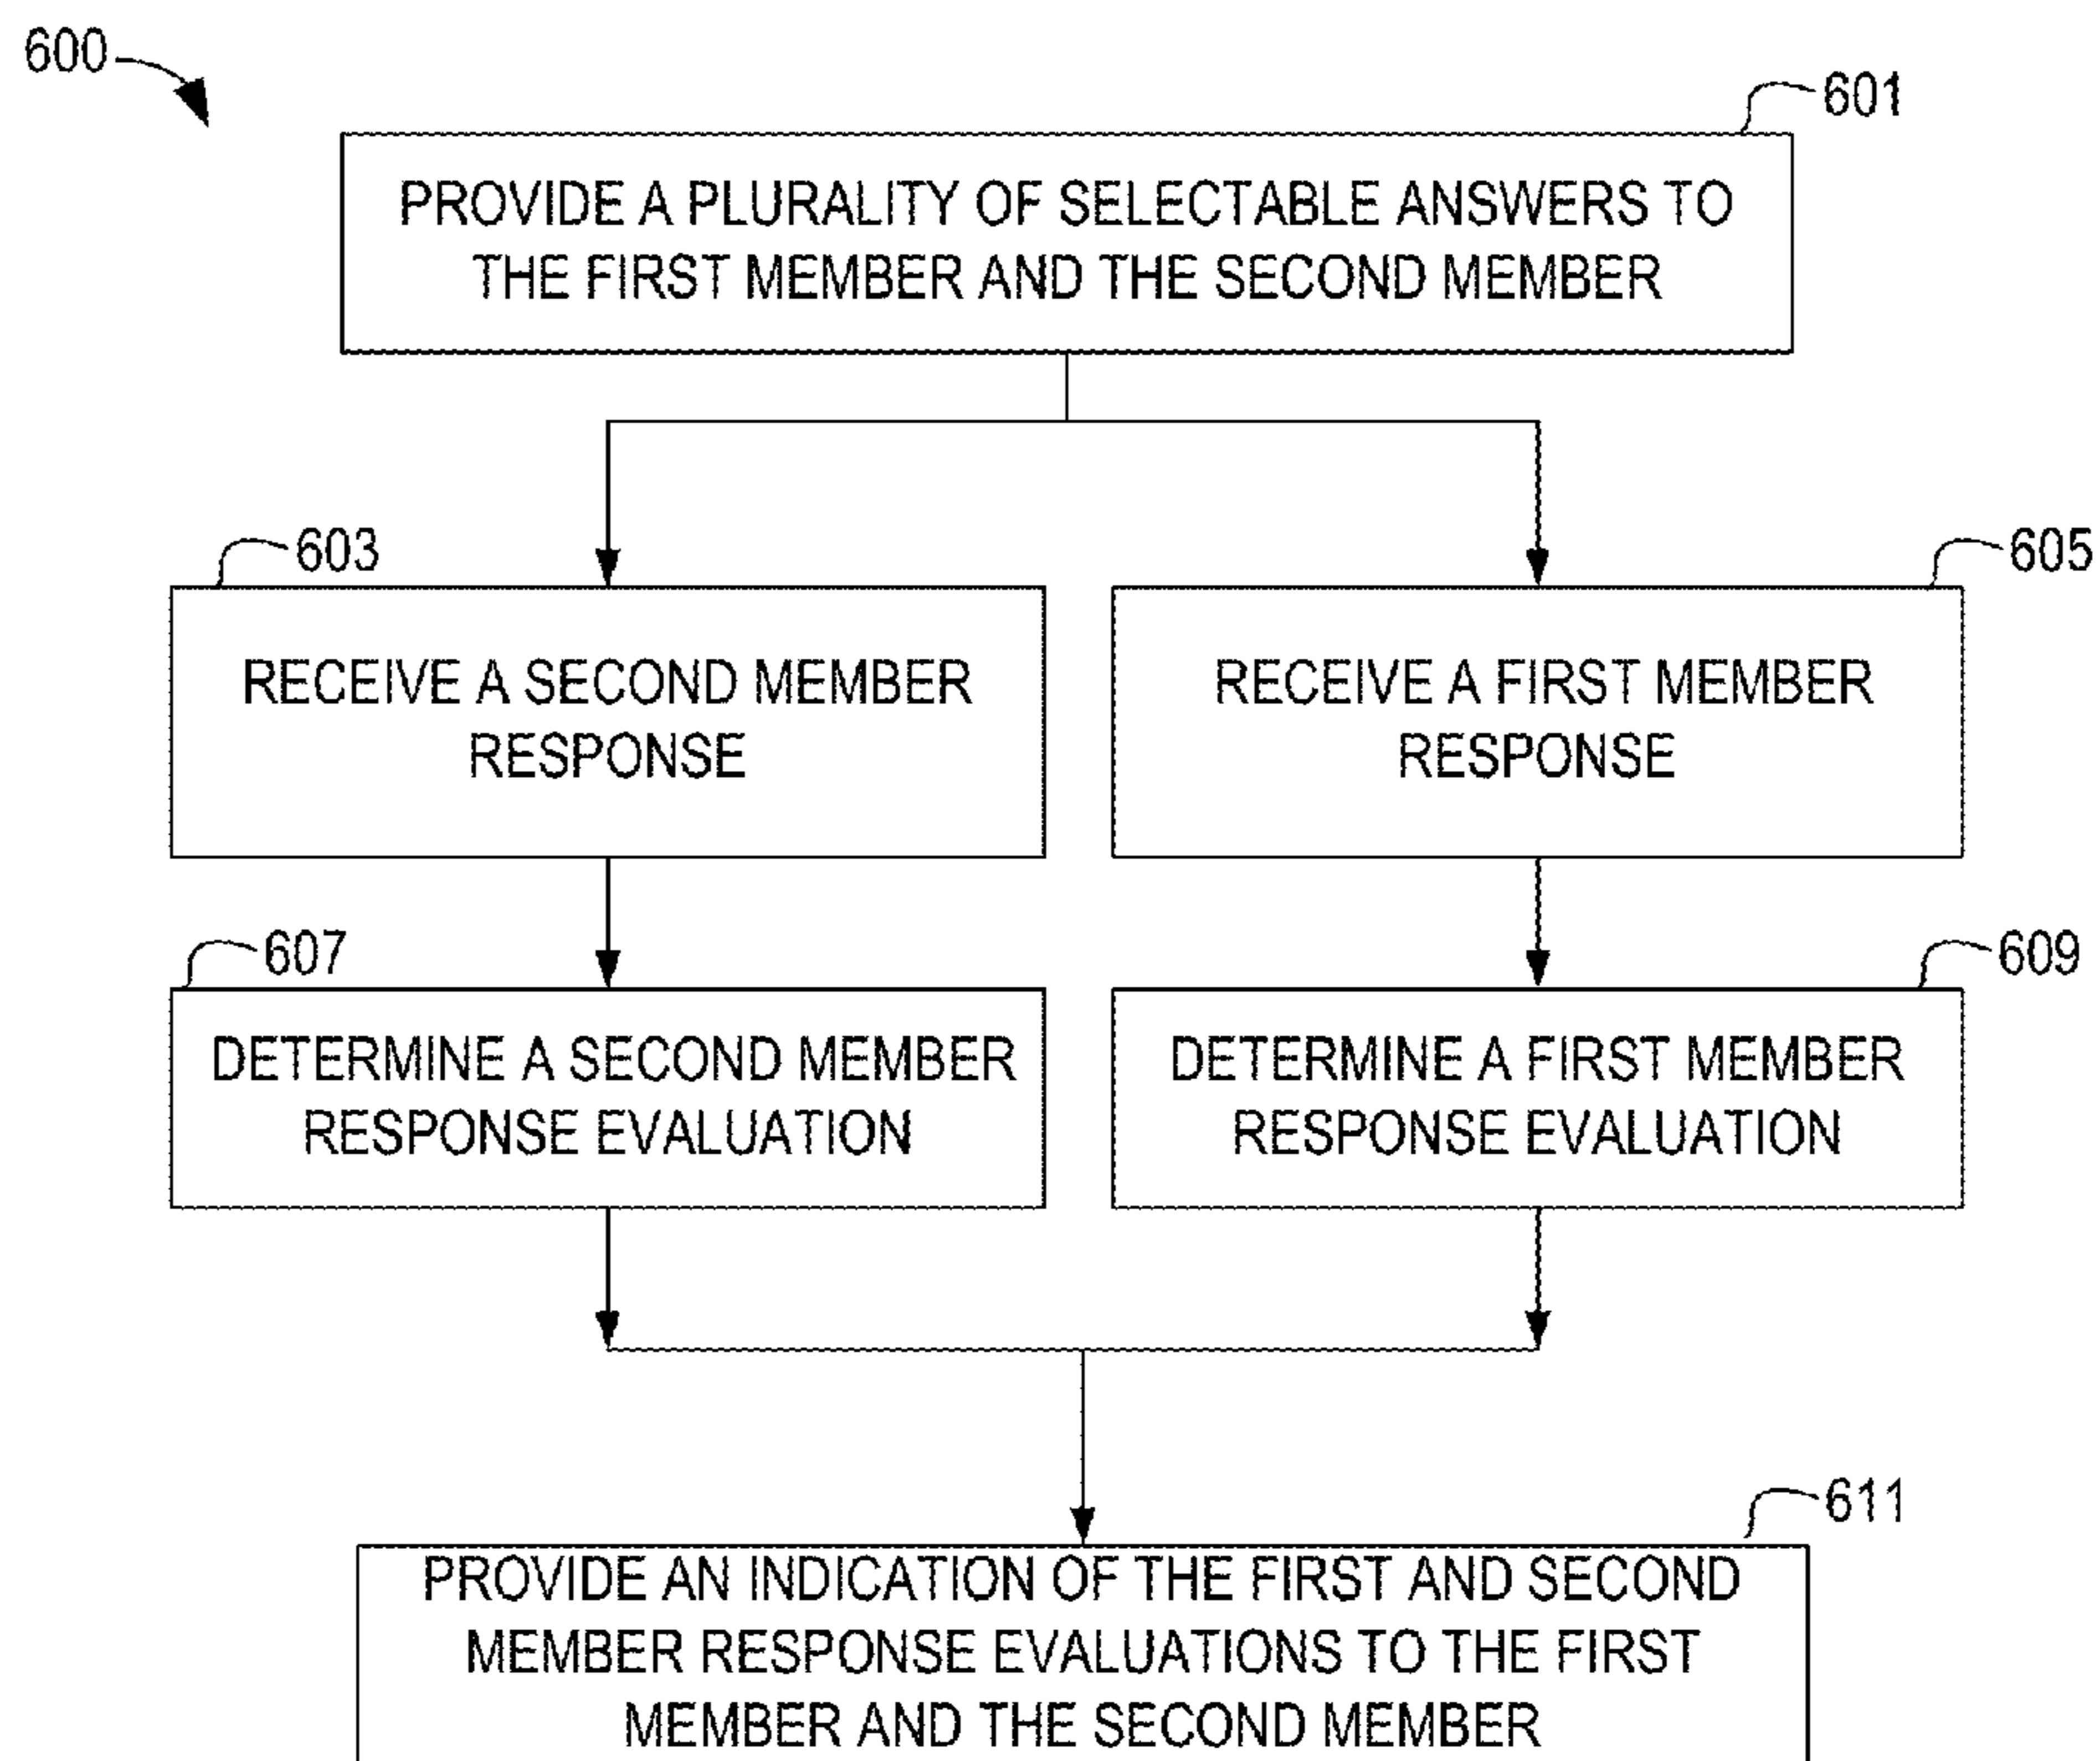 600
601
PROVIDE A PLURALITY OF SELECTABLE ANSWERS TO
THE FIRST MEMBER AND THE SECOND MEMBER
603
RECEIVE A SECOND MEMBER
RESPONSE
605
RECEIVE A FIRST MEMBER
RESPONSE
607
DETERMINE A SECOND MEMBER
RESPONSE EVALUATION
609
DETERMINE A FIRST MEMBER
RESPONSE EVALUATION
611
PROVIDE AN INDICATION OF THE FIRST AND SECOND
MEMBER RESPONSE EVALUATIONS TO THE FIRST
MEMBER AND THE SECOND MEMBER